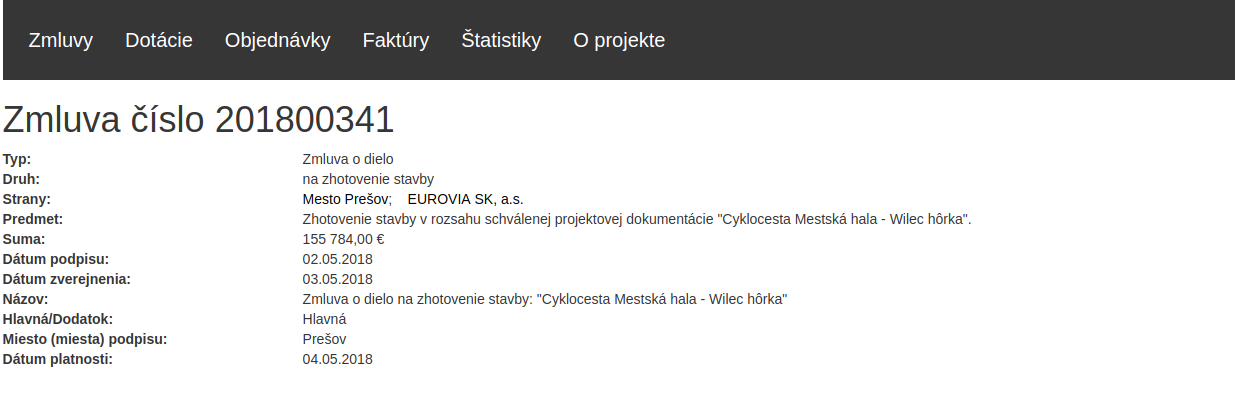 Zmluvy Dotácie Objednávky Faktúry Štatistiky O projekte
Zmluva číslo 201800341
Typ: Zmluva o dielo
Druh: na zhotovenie stavby
Strany: Mesto Prešov; EUROVIA SK, a.s.
Predmet: Zhotovenie stavby v rozsahu schválenej projektovej dokumentácie "Cyklocesta Mestská hala - Wilec hôrka".
Suma: 155 784,00 €
Dátum podpisu: 02.05.2018
Dátum zverejnenia: 03.05.2018
Názov: Zmluva o dielo na zhotovenie stavby: "Cyklocesta Mestská hala - Wilec hôrka"
Hlavná/Dodatok: Hlavná
Miesto (miesta) podpisu: Prešov
Dátum platnosti: 04.05.2018